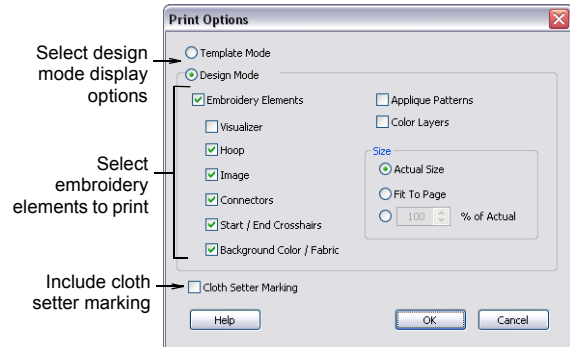 Print Options
Select design
mode display
options
Template Mode
Design Mode
Select
embroidery
elements to print
Embroidery Elements
Visualizer
Hoop
Image
Connectors
Start / End Crosshairs
Background Color / Fabric
Applique Patterns
Color Layers
Size
Actual Size
Fit To Page
100 % of Actual
Include cloth
setter marking
Cloth Setter Marking
Help
OK
Cancel